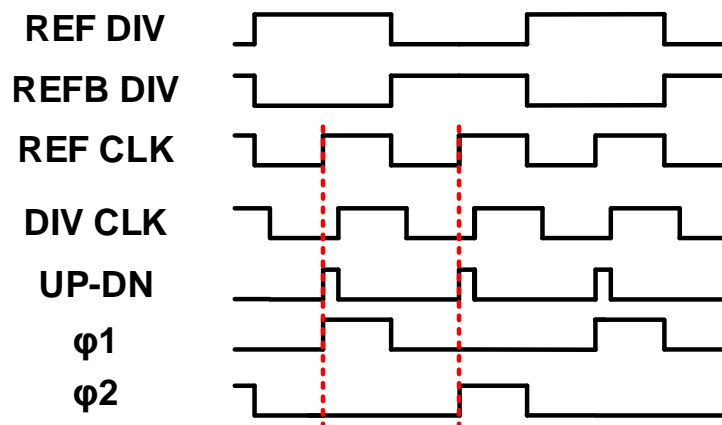 REF DIV
REFB DIV
REF CLK
DIV CLK
UP-DN
φ1
φ2